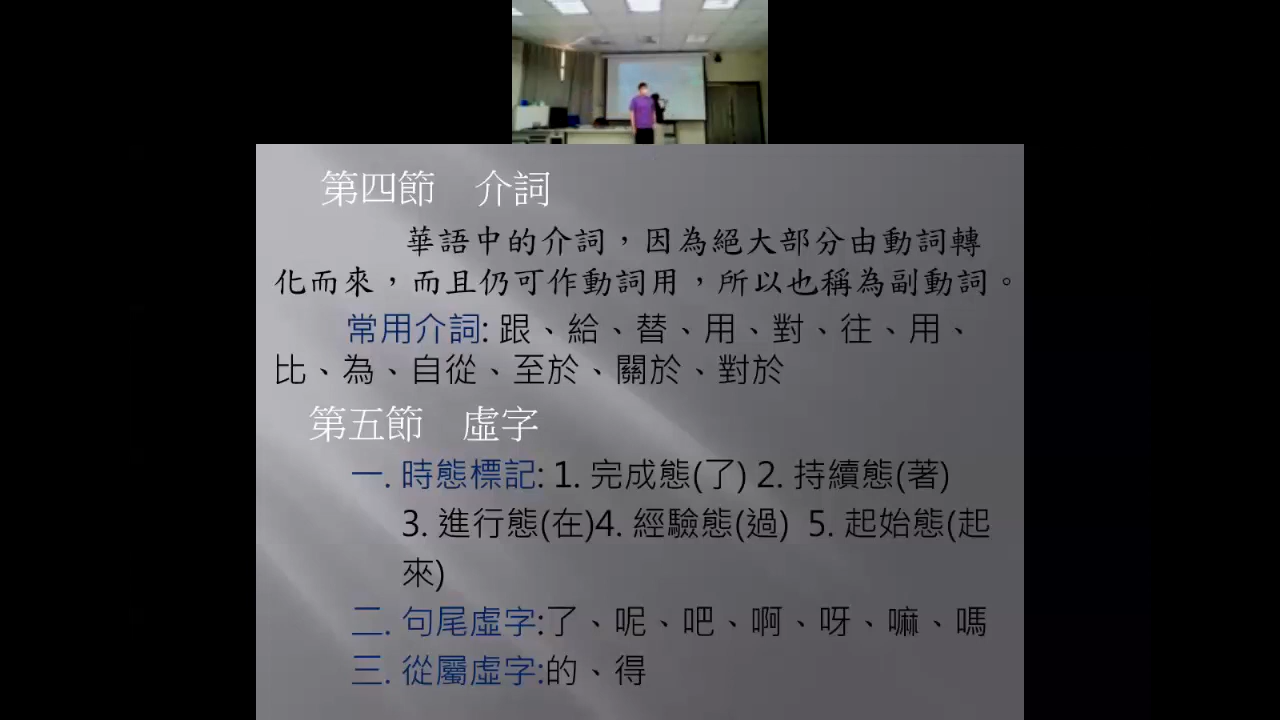 第四節　介詞
華語中的介詞，因為絕大部分由動詞轉
化而來，而且仍可作動詞用，所以也稱為副動詞。
常用介詞: 跟、給、替、用、對、往、用、
比、為、自從、至於、關於、對於
第五節　虛字
一. 時態標記: 1. 完成態(了) 2. 持續態(著)
3. 進行態(在)4. 經驗態(過) 5. 起始態(起
來)
二. 句尾虛字:了、呢、吧、啊、呀、嘛、嗎
三. 從屬虛字:的、得